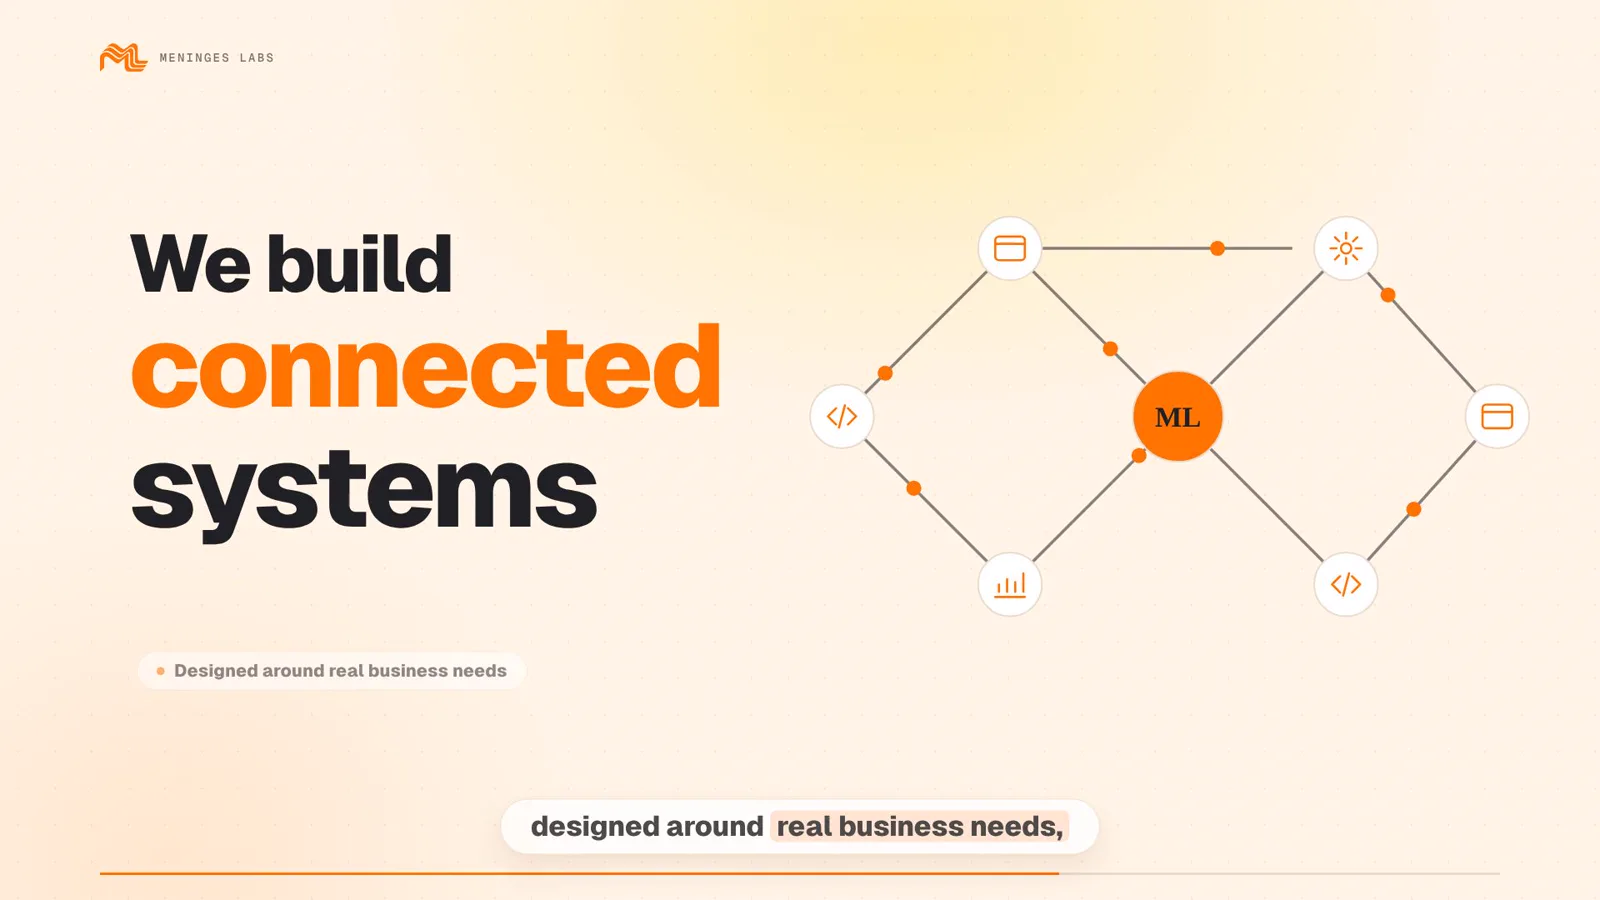 MENINGES LABS
We build
connected
systems
ML
Designed around real business needs
designed around real business needs,